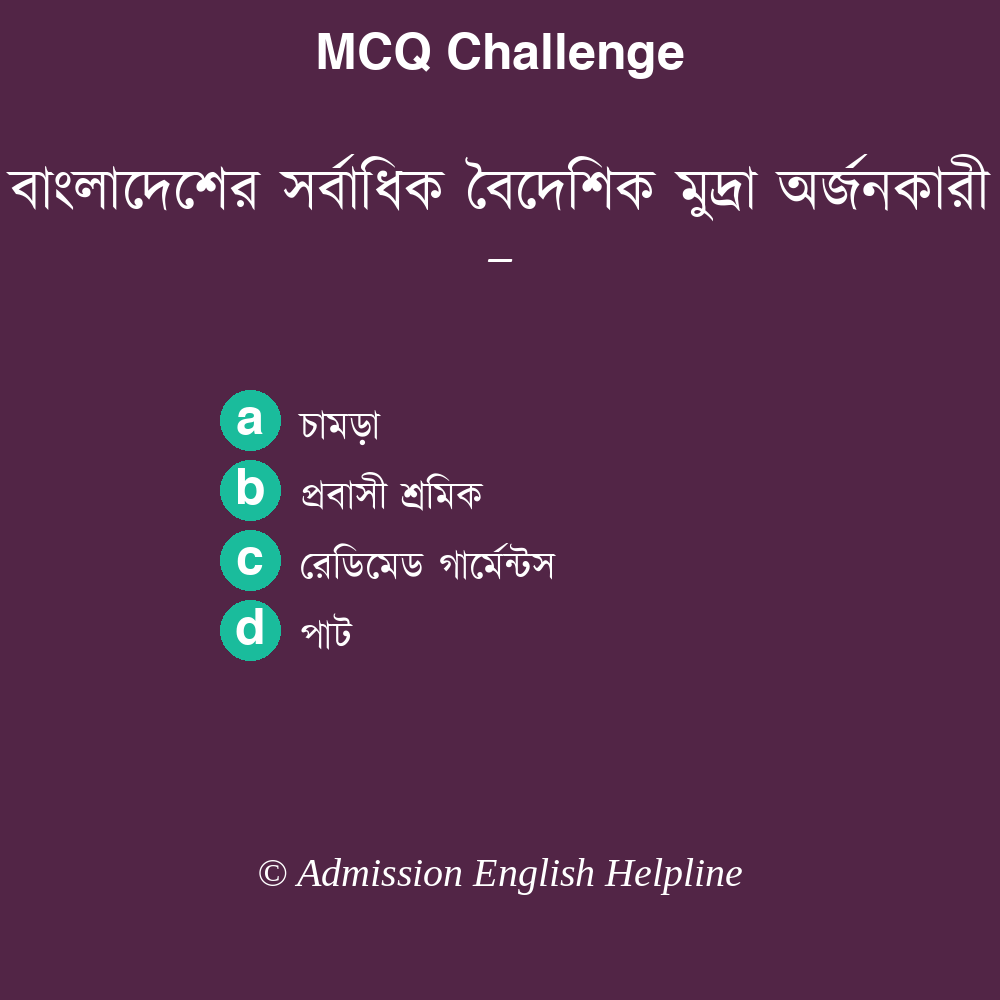 MCQ Challenge
বাংলাদেশের সর্বাধিক বৈদেশিক মুদ্রা অর্জনকারী
–
a চামড়া
b প্রবাসী শ্রমিক
c রেডিমেড গার্মেন্টস
d পাট
© Admission English Helpline